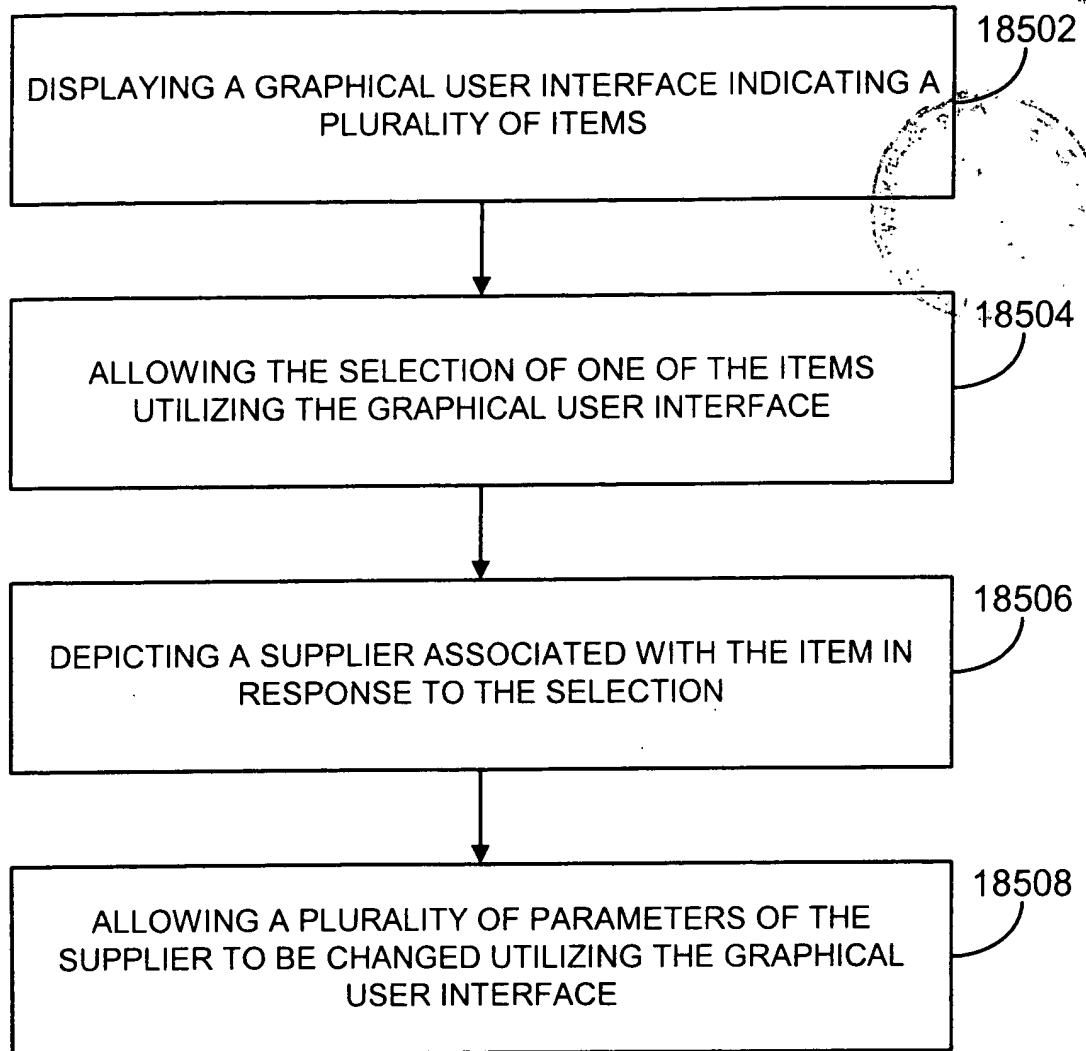 18502
DISPLAYING A GRAPHICAL USER INTERFACE INDICATING A
PLURALITY OF ITEMS
18504
ALLOWING THE SELECTION OF ONE OF THE ITEMS
UTILIZING THE GRAPHICAL USER INTERFACE
18506
DEPICTING A SUPPLIER ASSOCIATED WITH THE ITEM IN
RESPONSE TO THE SELECTION
18508
ALLOWING A PLURALITY OF PARAMETERS OF THE
SUPPLIER TO BE CHANGED UTILIZING THE GRAPHICAL
USER INTERFACE